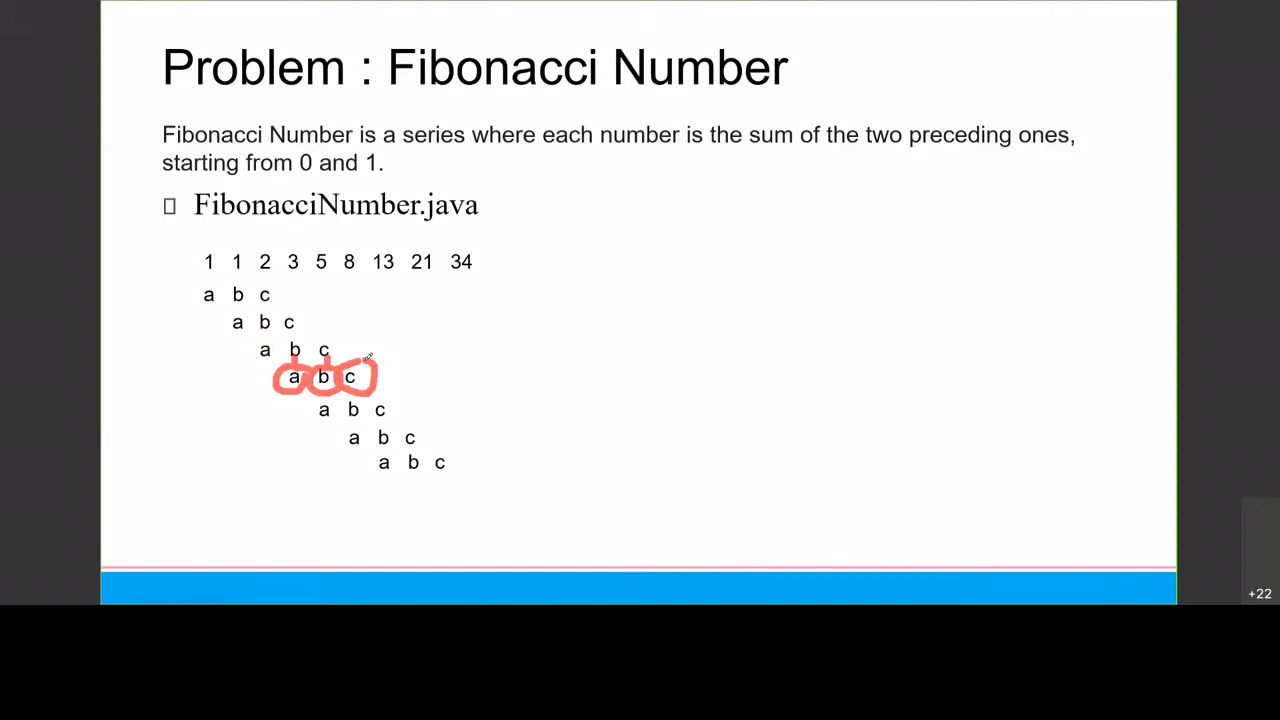 Problem : Fibonacci Number
Fibonacci Number is a series where each number is the sum of the two preceding ones,
starting from 0 and 1.
FibonacciNumber.java
1 1 2 3 5 8 13 21 34
a b c
a b c
a b c
a b c
a b c
a b c
a b c
+22